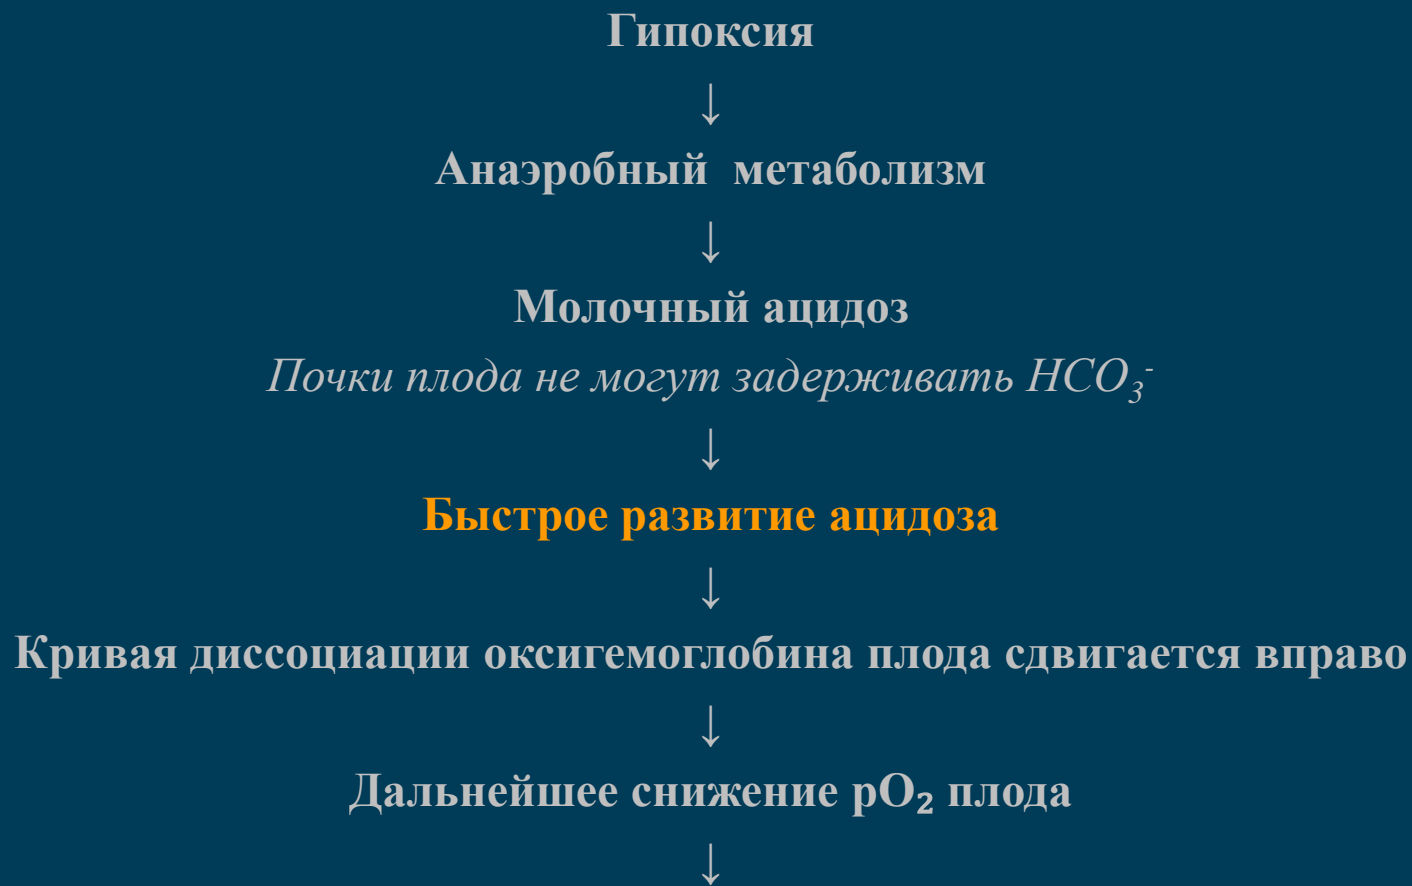 Гипоксия
↓
Анаэробный метаболизм
↓
Молочный ацидоз
Почки плода не могут задерживать HCO₃⁻
↓
Быстрое развитие ацидоза
↓
Кривая диссоциации оксигемоглобина плода сдвигается вправо
↓
Дальнейшее снижение pO₂ плода
↓